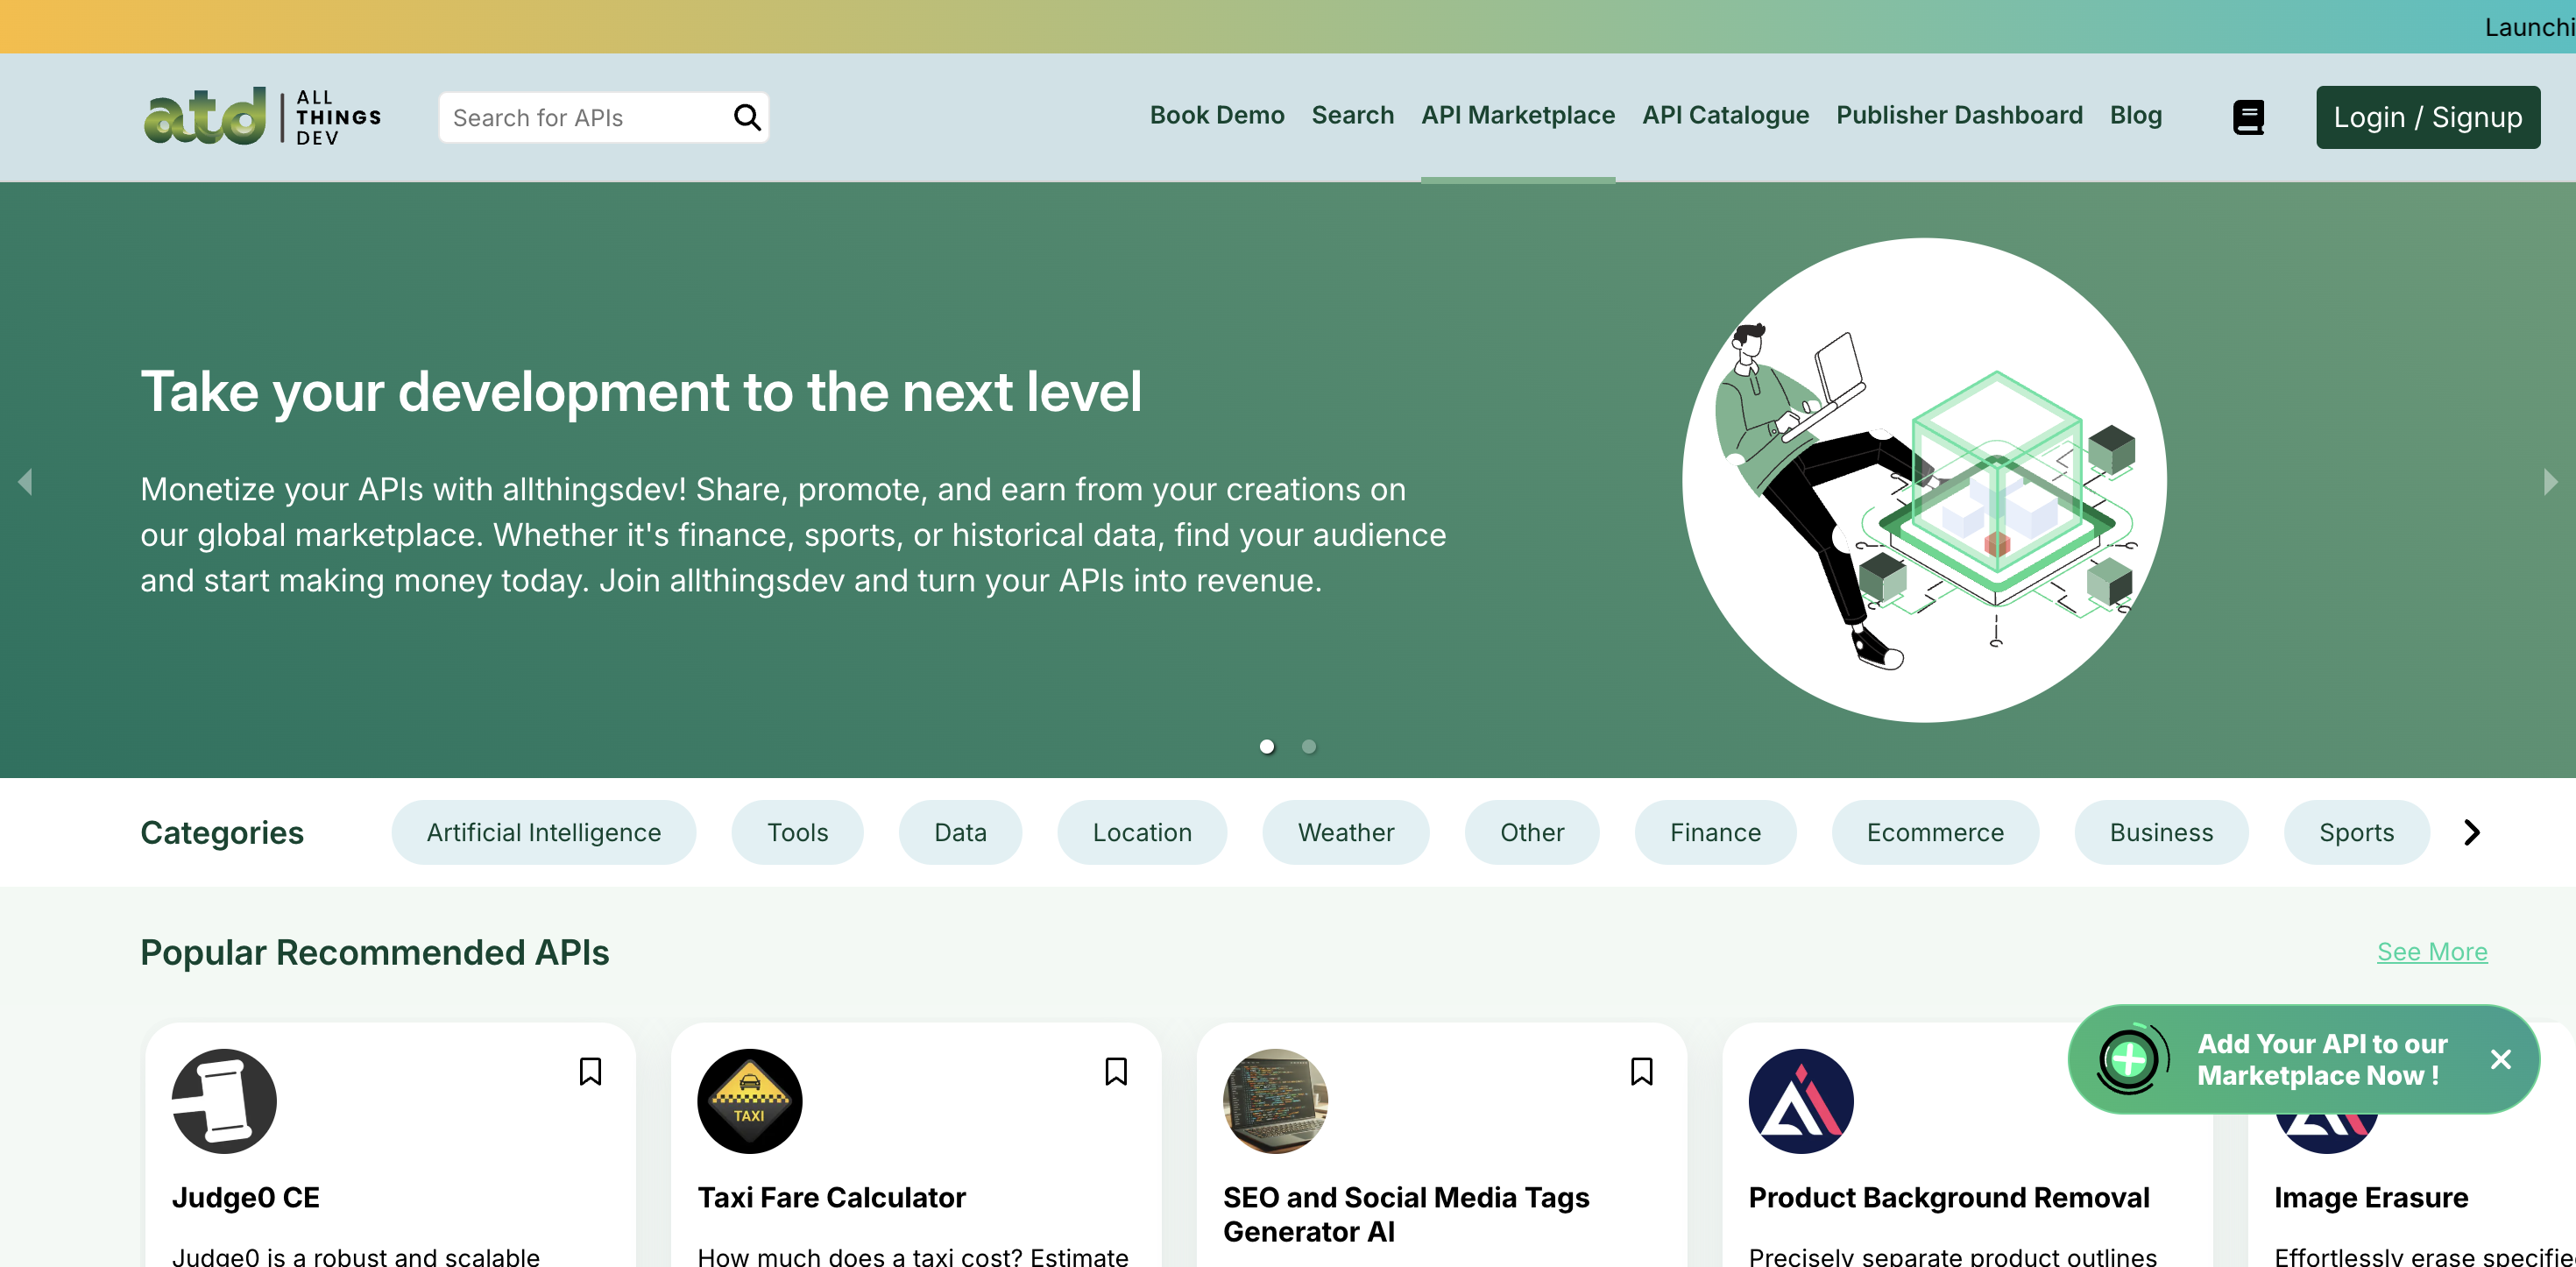 Launchi
atd
ALL
THINGS
DEV
Search for APIs
Book Demo
Search
API Marketplace
API Catalogue
Publisher Dashboard
Blog
Login / Signup
Take your development to the next level
Monetize your APIs with allthingsdev! Share, promote, and earn from your creations on
our global marketplace. Whether it's finance, sports, or historical data, find your audience
and start making money today. Join allthingsdev and turn your APIs into revenue.
Categories
Artificial Intelligence
Tools
Data
Location
Weather
Other
Finance
Ecommerce
Business
Sports
Popular Recommended APIs
See More
Add Your API to our
Marketplace Now !
TAXI
Judge0 CE
Taxi Fare Calculator
SEO and Social Media Tags
Generator AI
Product Background Removal
Image Erasure
Judge0 is a robust and scalable
How much does a taxi cost? Estimate
Precisely separate product outlines
Effortlessly erase specifie